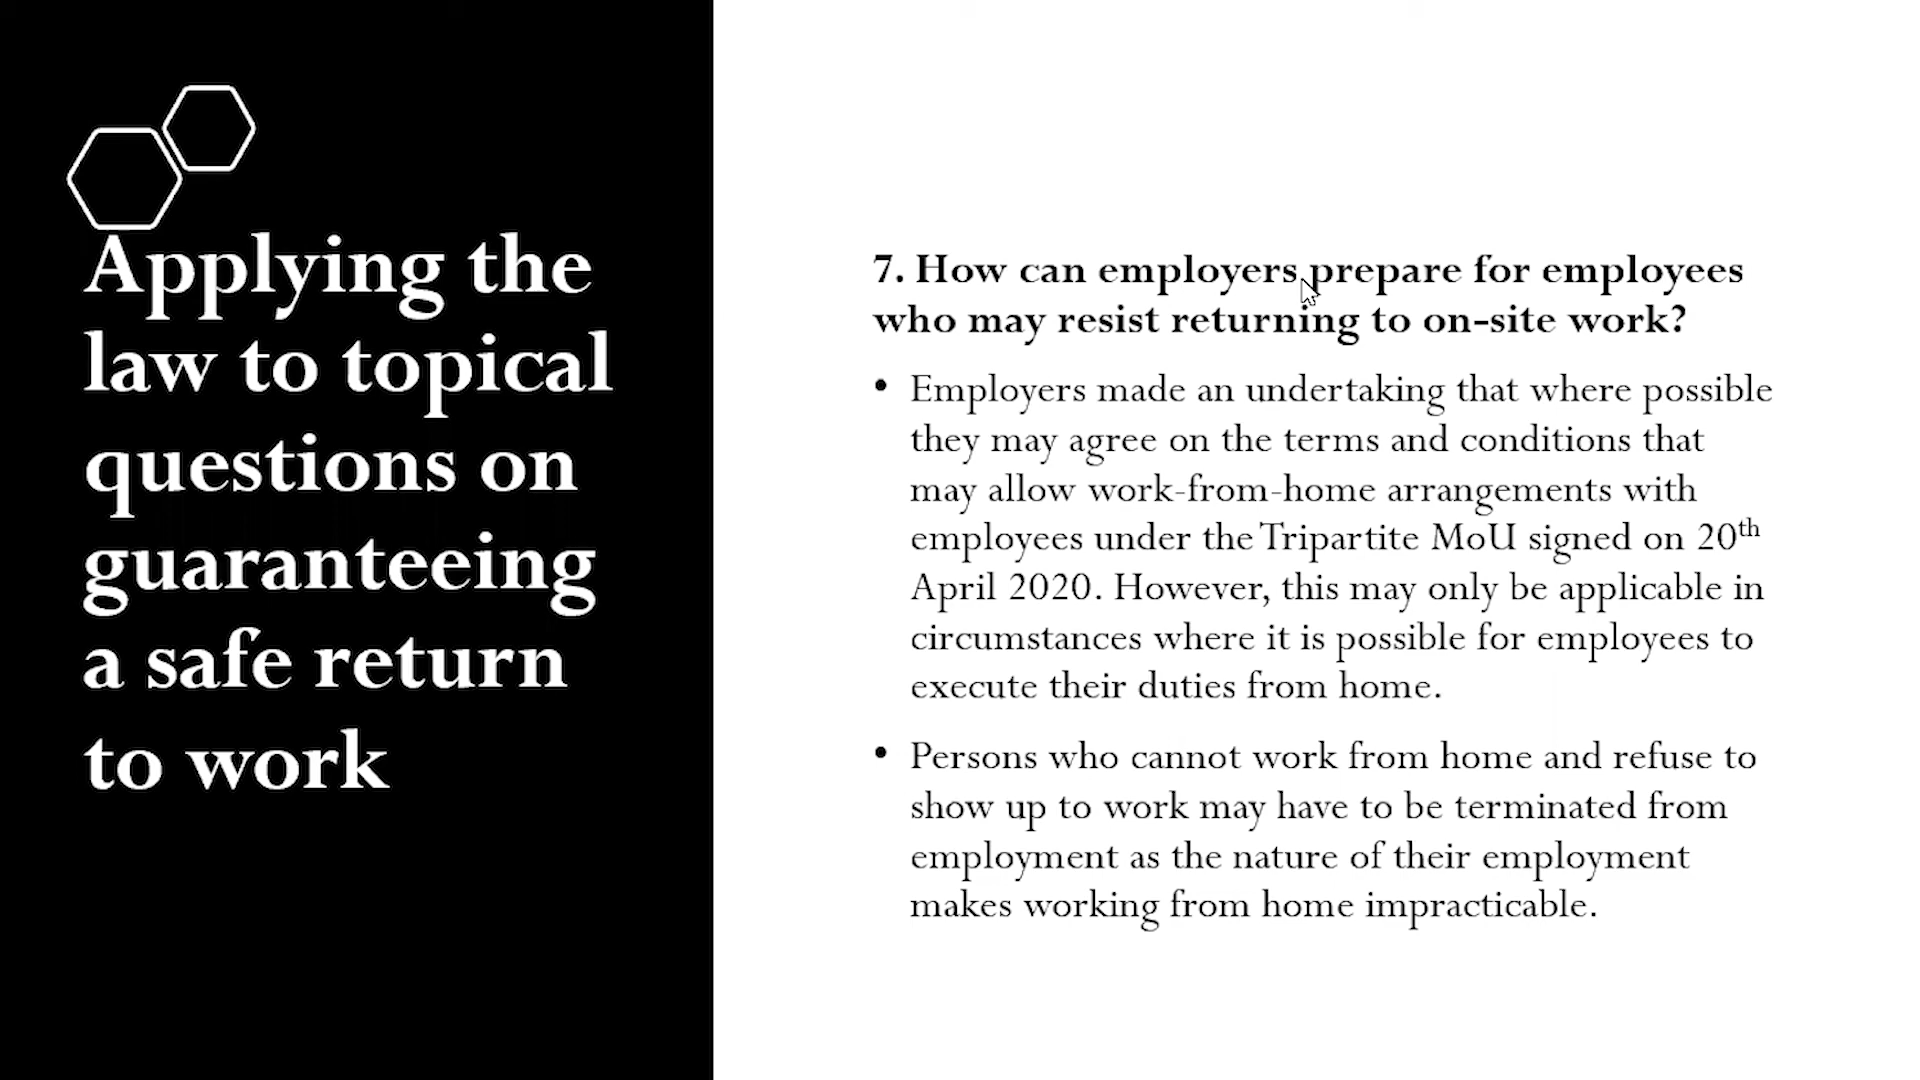 Applying the
law to topical
questions on
guaranteeing
a safe return
to work
7. How can employers prepare for employees
who may resist returning to on-site work?
• Employers made an undertaking that where possible
they may agree on the terms and conditions that
may allow work-from-home arrangements with
employees under the Tripartite MoU signed on 20th
April 2020. However, this may only be applicable in
circumstances where it is possible for employees to
execute their duties from home.
• Persons who cannot work from home and refuse to
show up to work may have to be terminated from
employment as the nature of their employment
makes working from home impracticable.